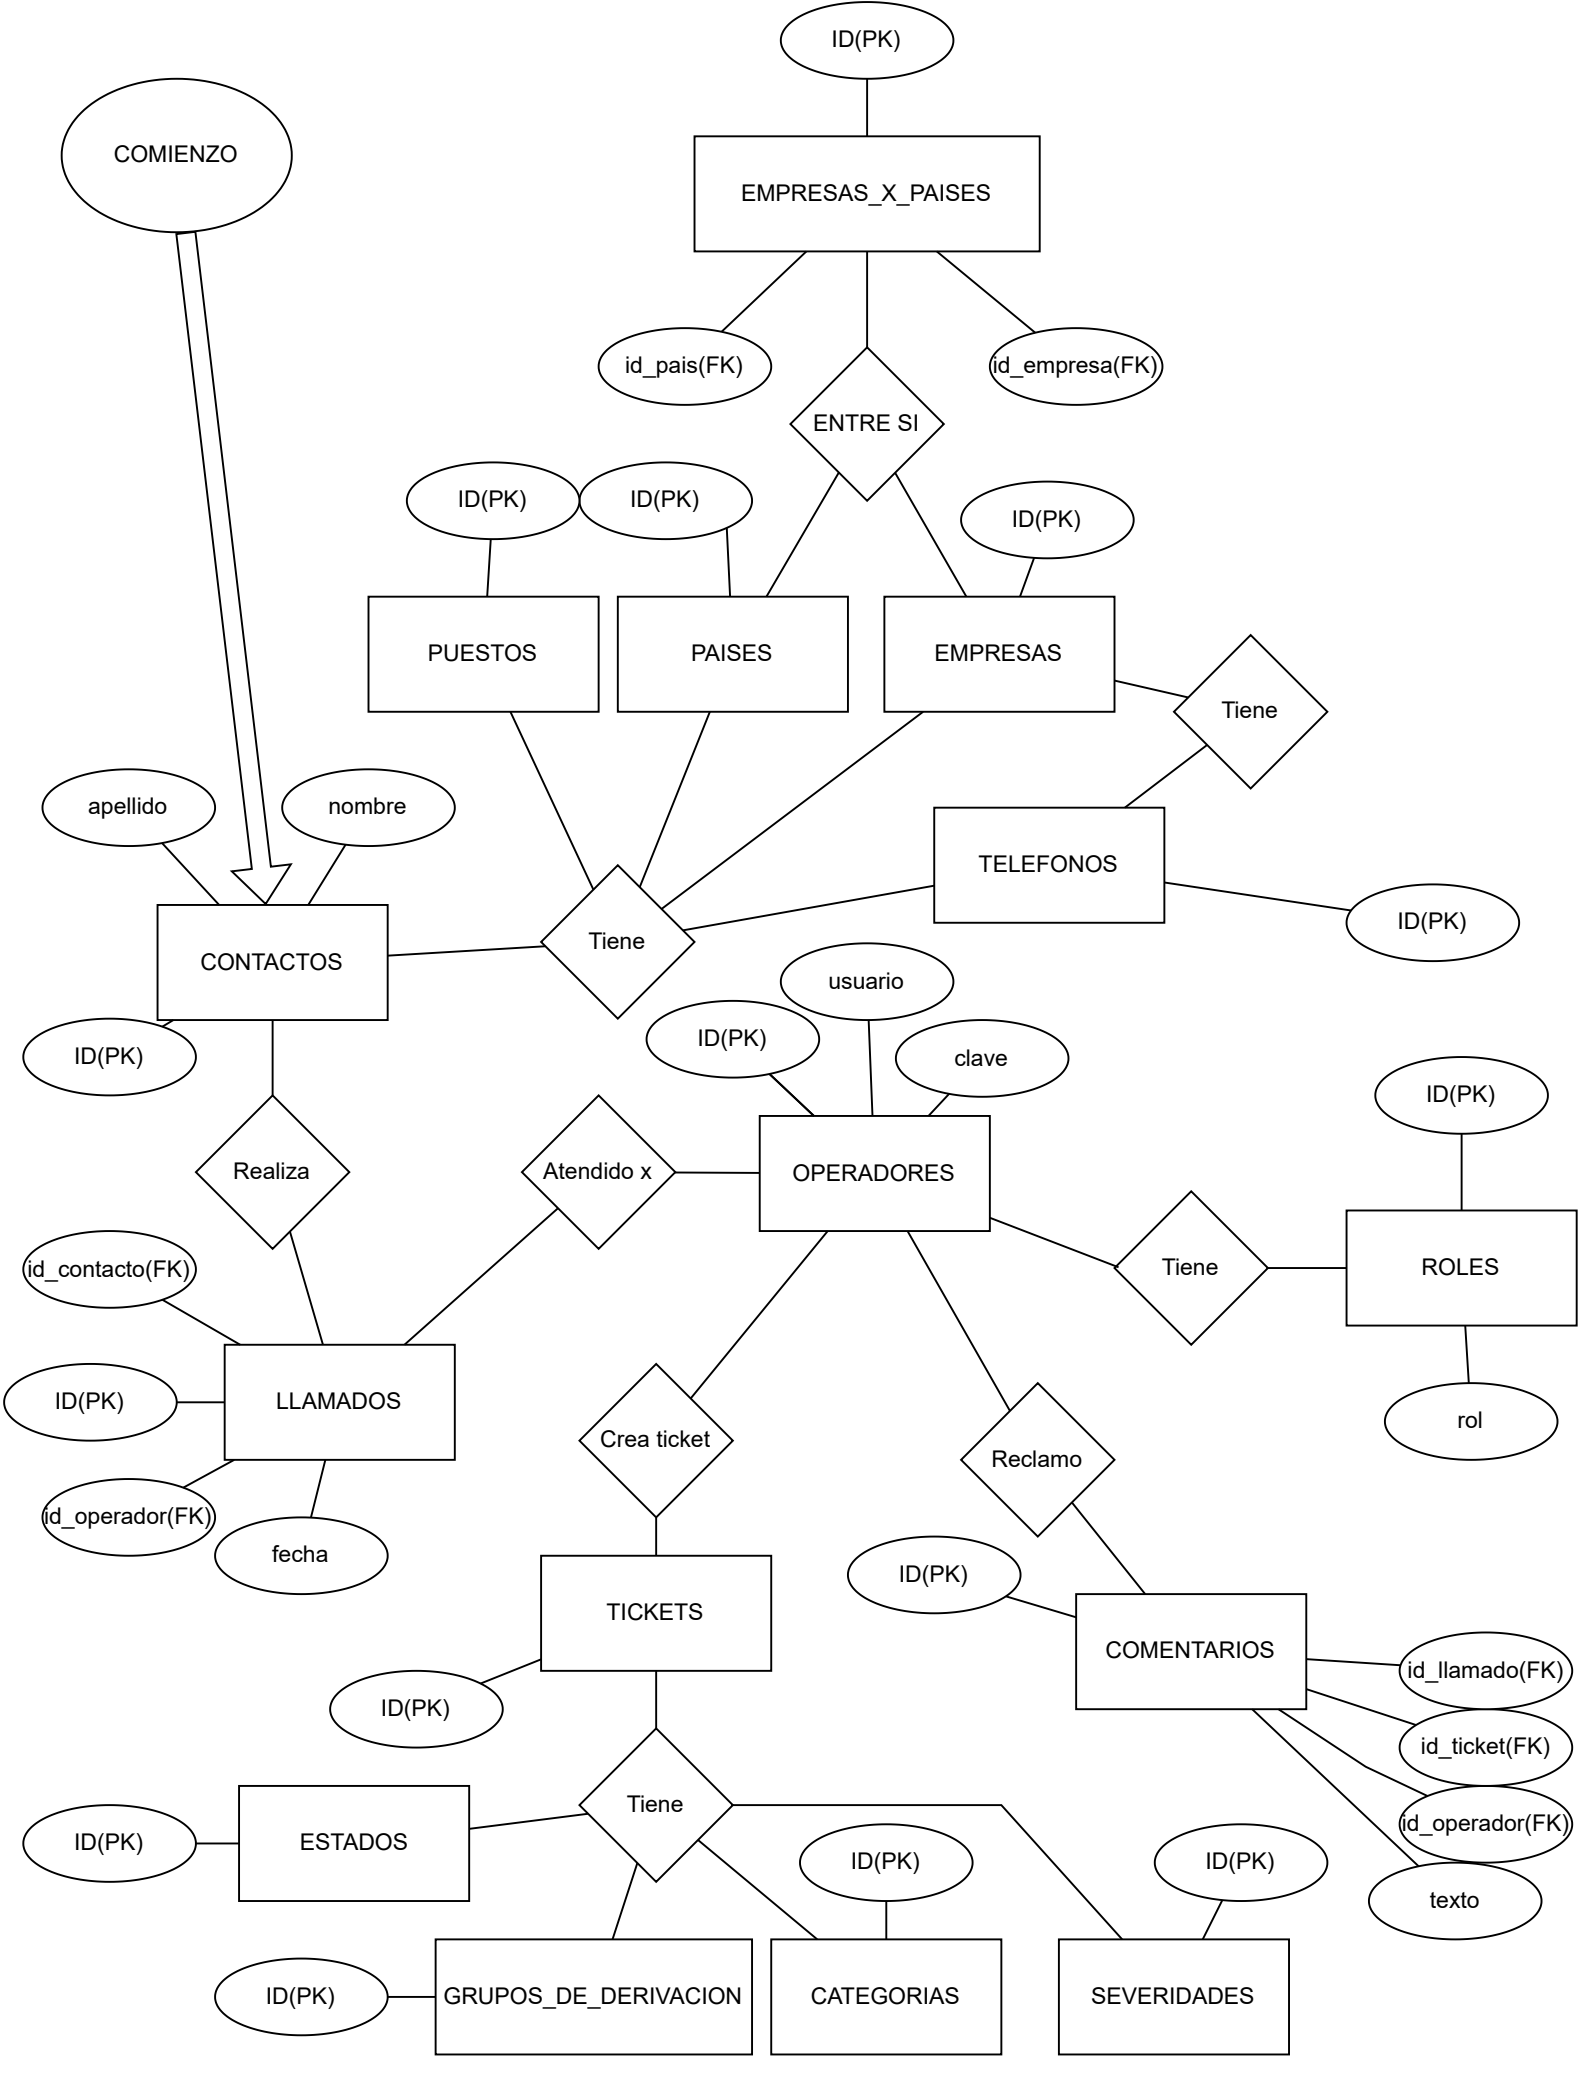 ID(PK)
COMIENZO
EMPRESAS_X_PAISES
id_pais(FK)
id_empresa(FK)
ENTRE SI
ID(PK)
ID(PK)
ID(PK)
PUESTOS
PAISES
EMPRESAS
Tiene
apellido
nombre
TELEFONOS
ID(PK)
Tiene
CONTACTOS
usuario
ID(PK)
clave
ID(PK)
ID(PK)
Realiza
Atendido x
OPERADORES
id_contacto(FK)
Tiene
ROLES
ID(PK)
LLAMADOS
rol
Crea ticket
Reclamo
id_operador(FK)
fecha
ID(PK)
TICKETS
COMENTARIOS
id_llamado(FK)
ID(PK)
id_ticket(FK)
Tiene
id_operador(FK)
ID(PK)
ESTADOS
ID(PK)
ID(PK)
texto
ID(PK)
GRUPOS_DE_DERIVACION
CATEGORIAS
SEVERIDADES